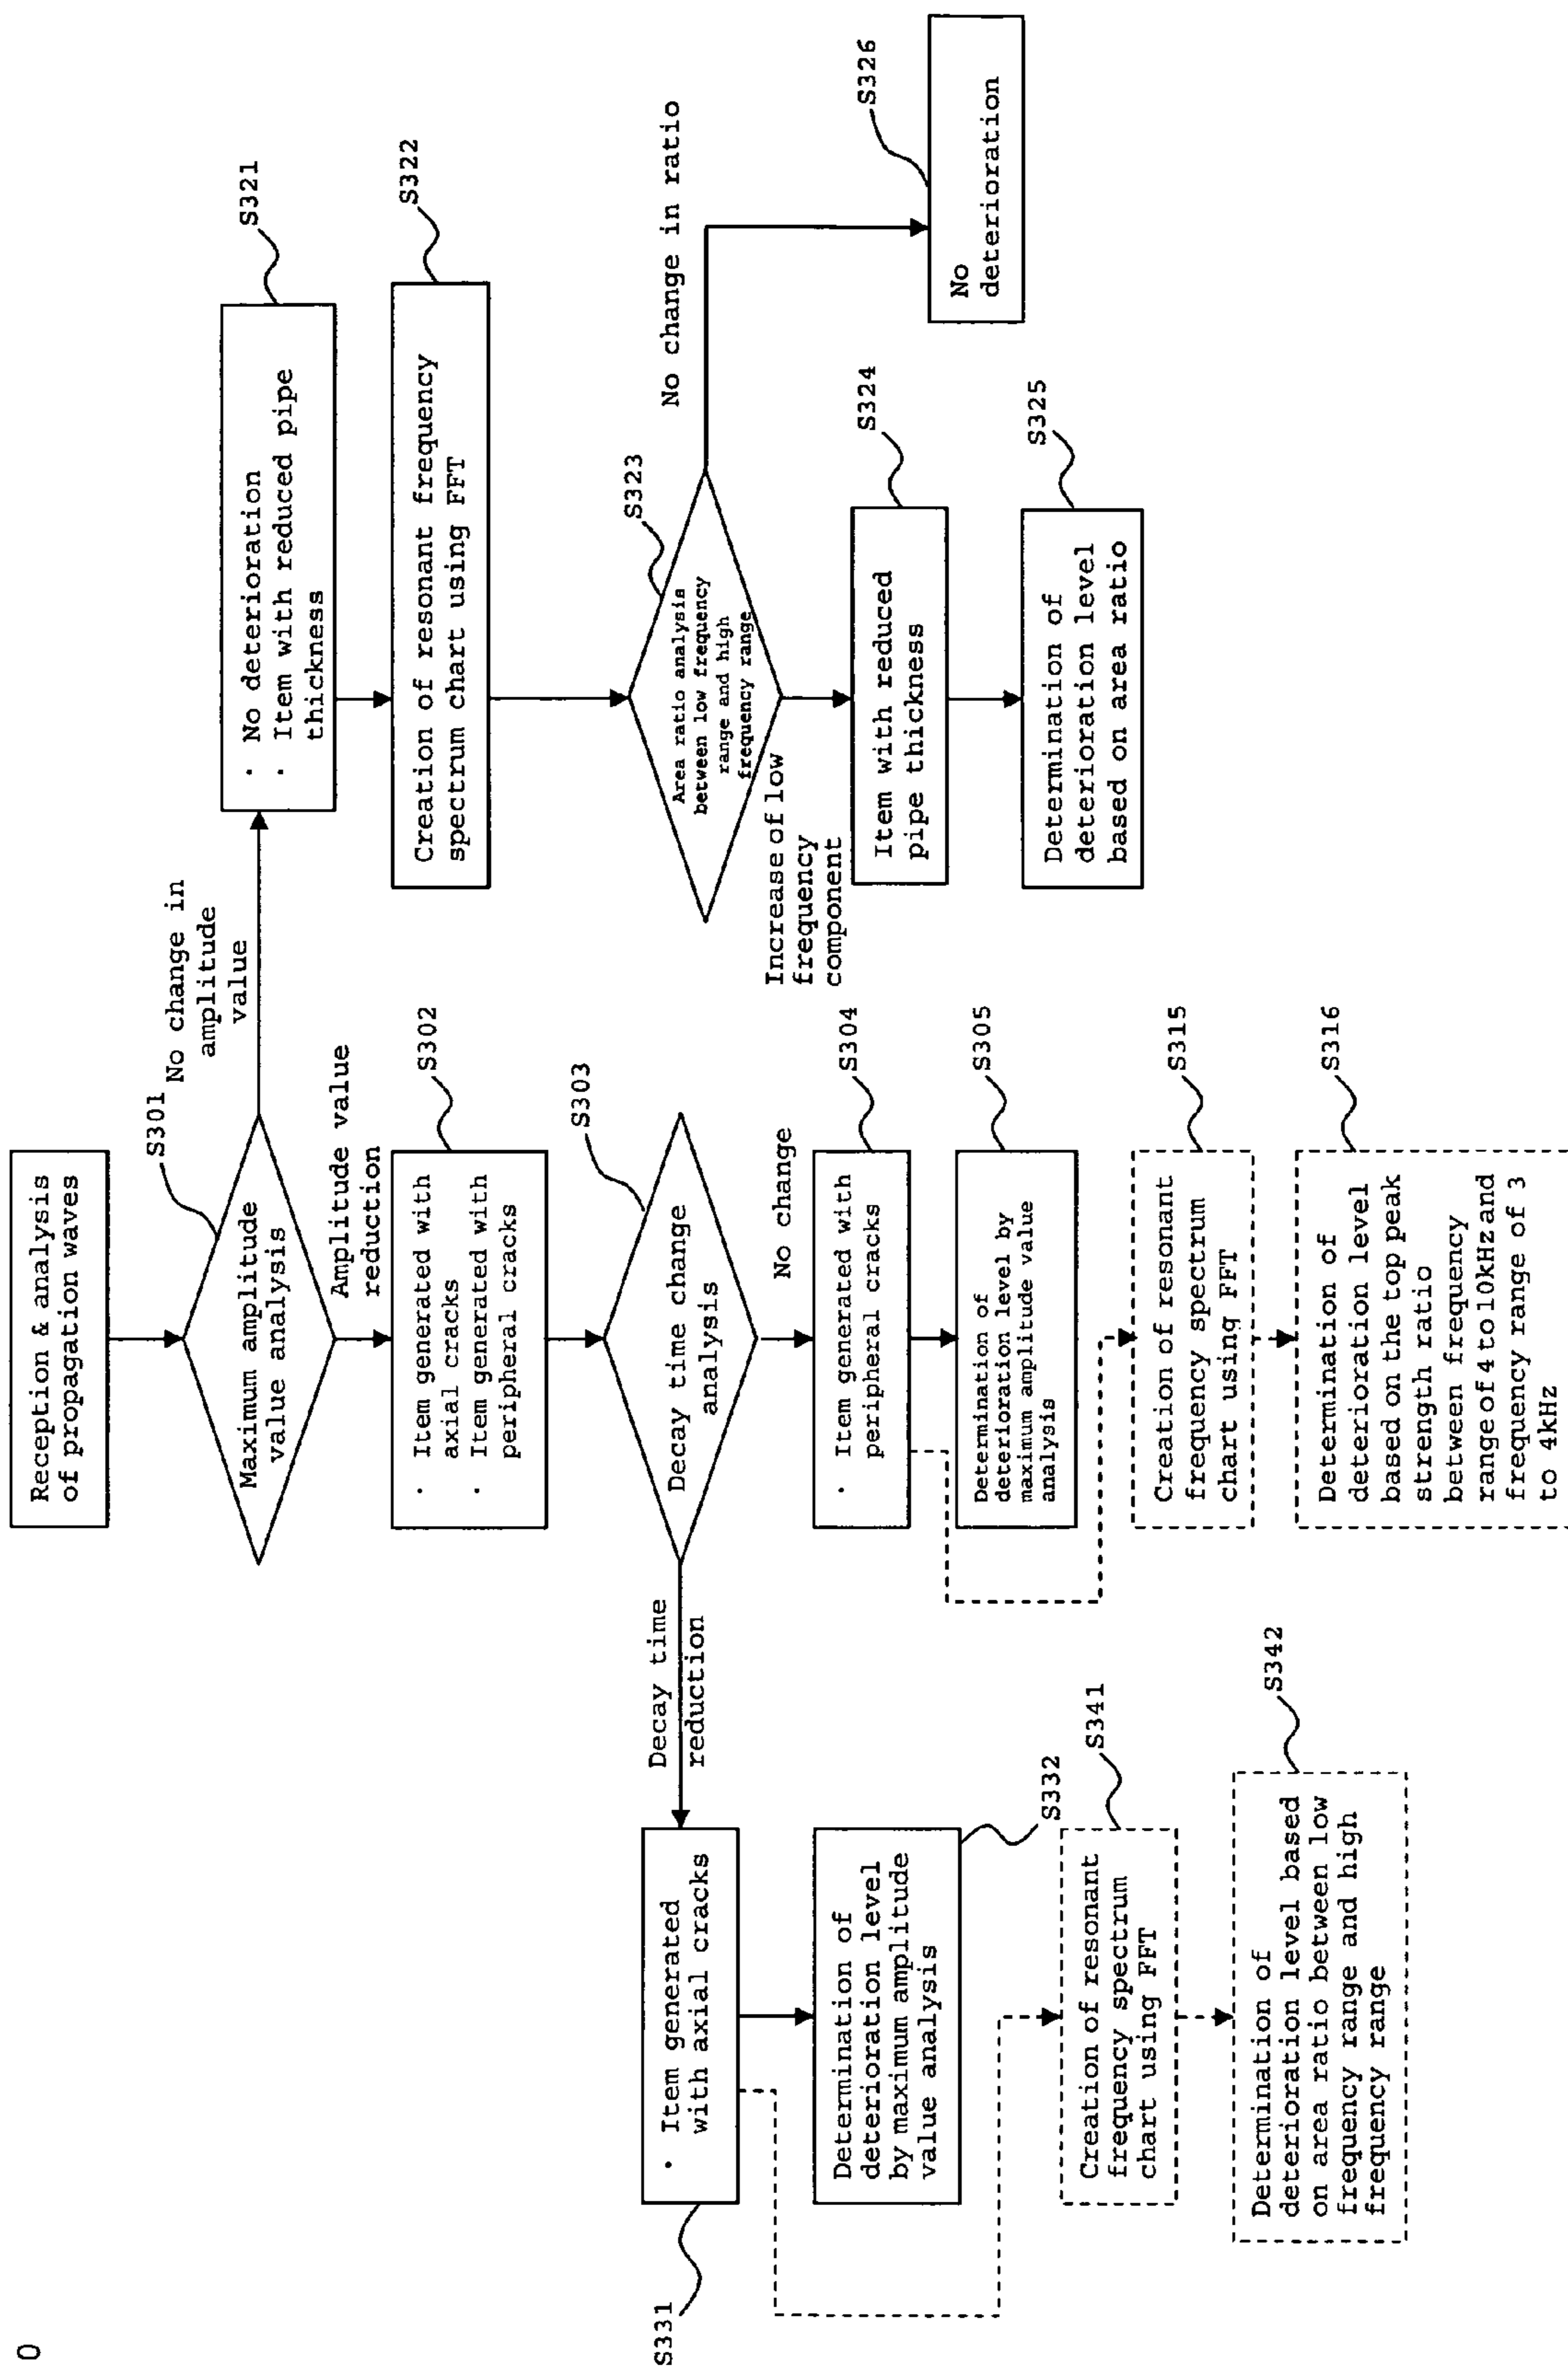 0
Reception & analysis
of propagation waves
S301
Maximum amplitude
value analysis
No change in
amplitude
value
Amplitude value
reduction
S321
· No deterioration
· Item with reduced pipe
thickness
S322
Creation of resonant frequency
spectrum chart using FFT
S323
Area ratio analysis
between low frequency
range and high
frequency range
No change in ratio
S326
No
deterioration
Increase of low
frequency
component
S324
Item with reduced
pipe thickness
S325
Determination of
deterioration level
based on area ratio
S302
· Item generated with
axial cracks
· Item generated with
peripheral cracks
S303
Decay time change
analysis
No change
S304
· Item generated with
peripheral cracks
S305
Determination of
deterioration level by
maximum amplitude value
analysis
S315
Creation of resonant
frequency spectrum
chart using FFT
S316
Determination of
deterioration level
based on the top peak
strength ratio
between frequency
range of 4 to 10kHz and
frequency range of 3
to 4kHz
Decay time
reduction
S331
· Item generated
with axial cracks
S332
Determination of
deterioration level
by maximum amplitude
value analysis
S341
Creation of resonant
frequency spectrum
chart using FFT
S342
Determination of
deterioration level based
on area ratio between low
frequency range and high
frequency range